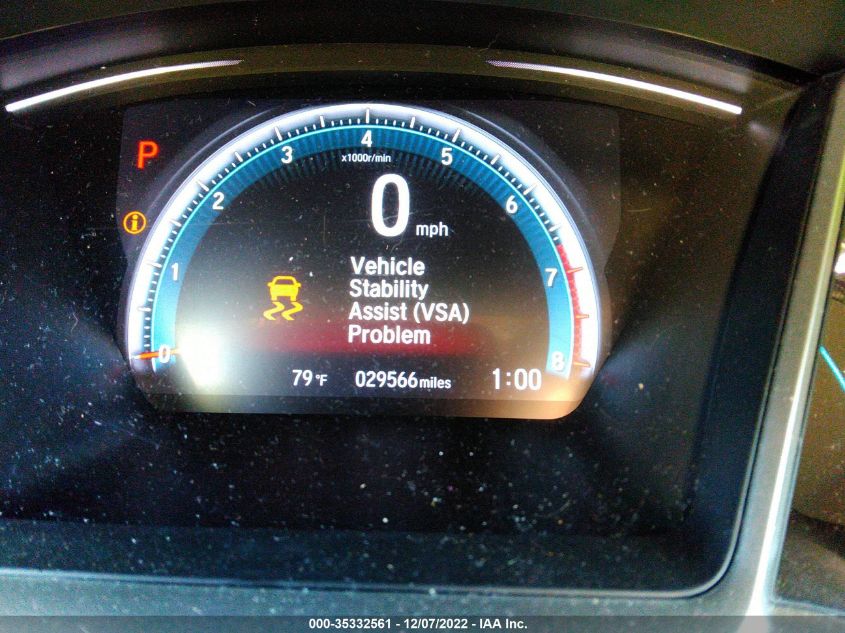 P
4
3
5
x1000r/min
2
6
0 mph
i
1
7
Vehicle
Stability
Assist (VSA)
Problem
0
8
79°F 029566 miles 1:00
000-35332561 - 12/07/2022 - IAA Inc.